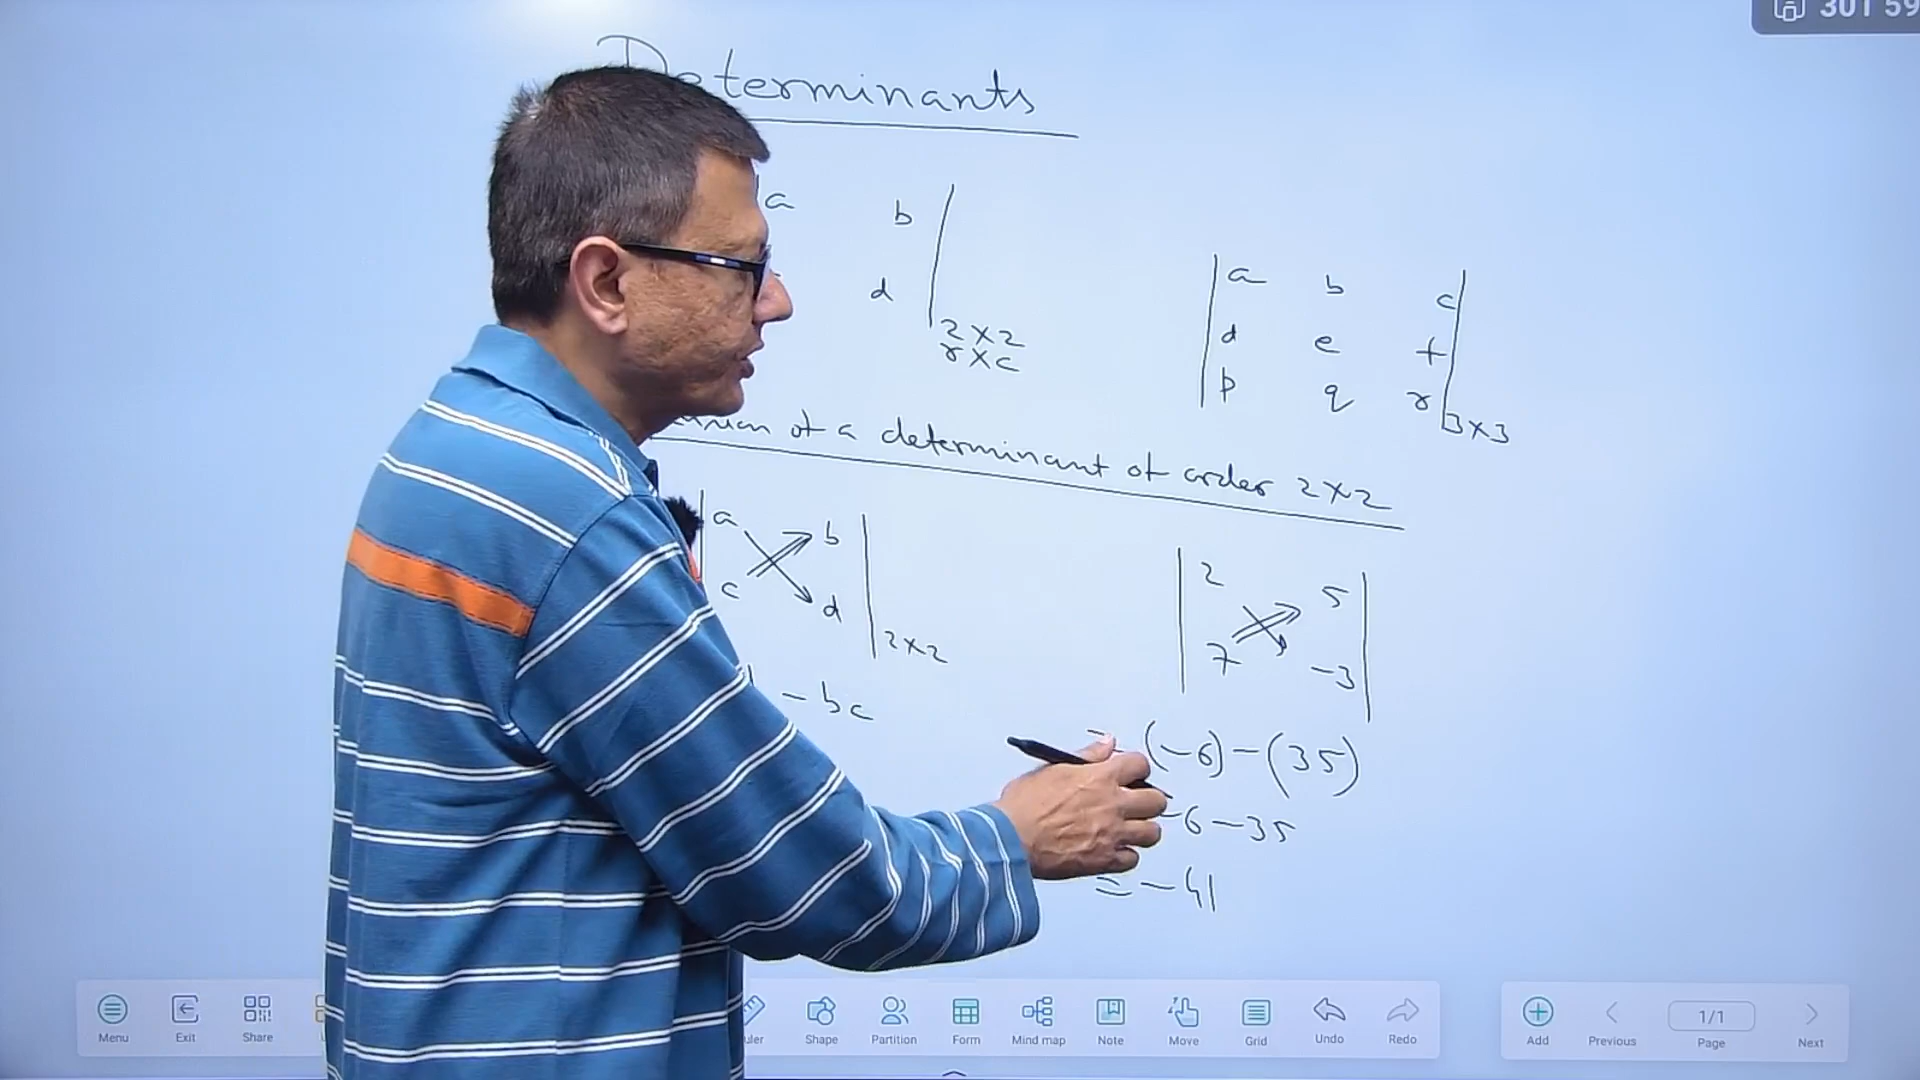 301 59
Determinants
a b
d
2×2
r×c
a b c
d e f
p q r
3×3
of a determinant of order 2×2
a b
c d
2×2
- bc
2 5
7 -3
= (-6)-(35)
-6-35
= -41
Menu Exit Share Shape Partition Form Mind map Note Move Grid Undo Redo Add Previous 1/1 Page Next